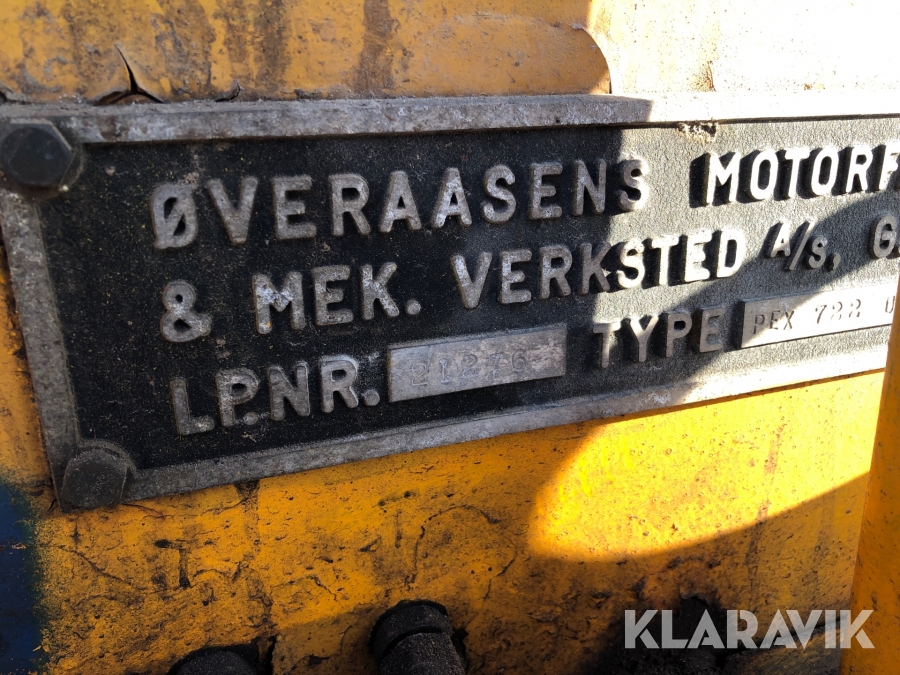 ØVERAASENS MOTORF
& MEK. VERKSTED A/S. G.
LP.NR. 21276 TYPE PEX 722 U
KLARAVIK